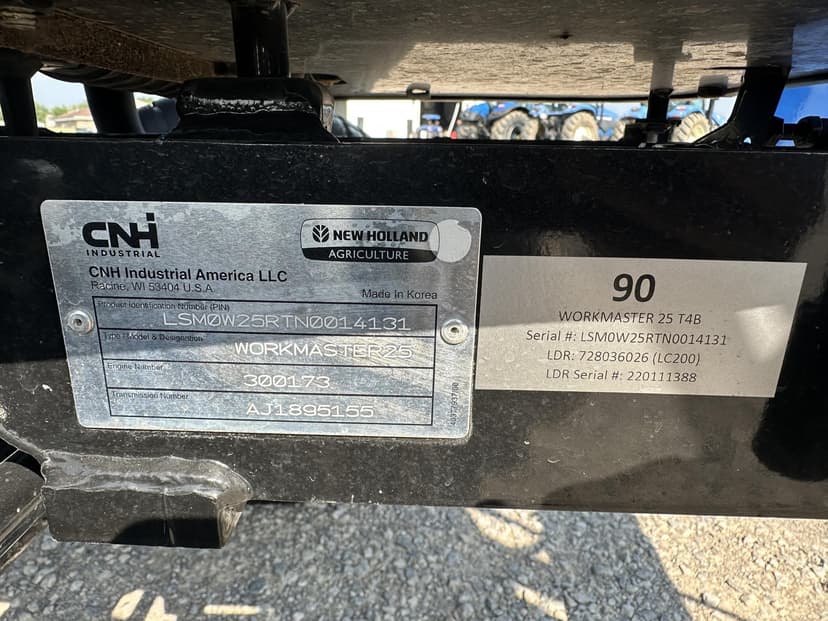 CNH
INDUSTRIAL
NEW HOLLAND
AGRICULTURE
CNH Industrial America LLC
Racine, WI 53404 U.S.A.
Made in Korea
Product Identification Number (PIN)
LSM0W25RTN0014131
Type / Model & Designation
WORKMASTER25
Engine Number
300173
Transmission Number
AJ1895155
90
WORKMASTER 25 T4B
Serial #: LSM0W25RTN0014131
LDR: 728036026 (LC200)
LDR Serial #: 220111388